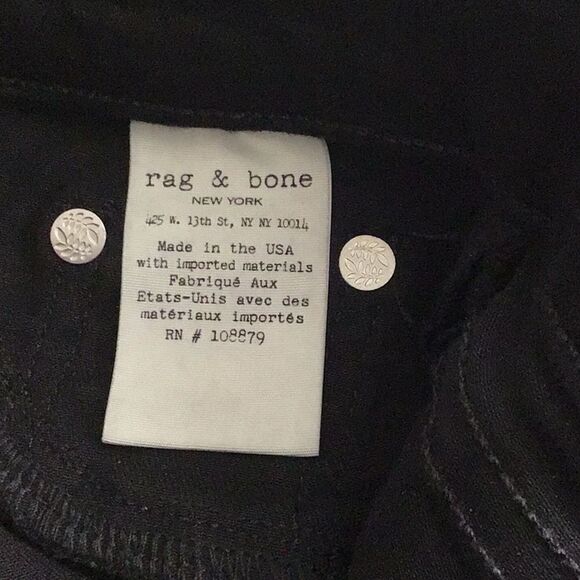 rag & bone
NEW YORK
425 W. 13th St, NY NY 10014
Made in the USA
with imported materials
Fabriqué Aux
Etats-Unis avec des
matériaux importés
RN # 108879